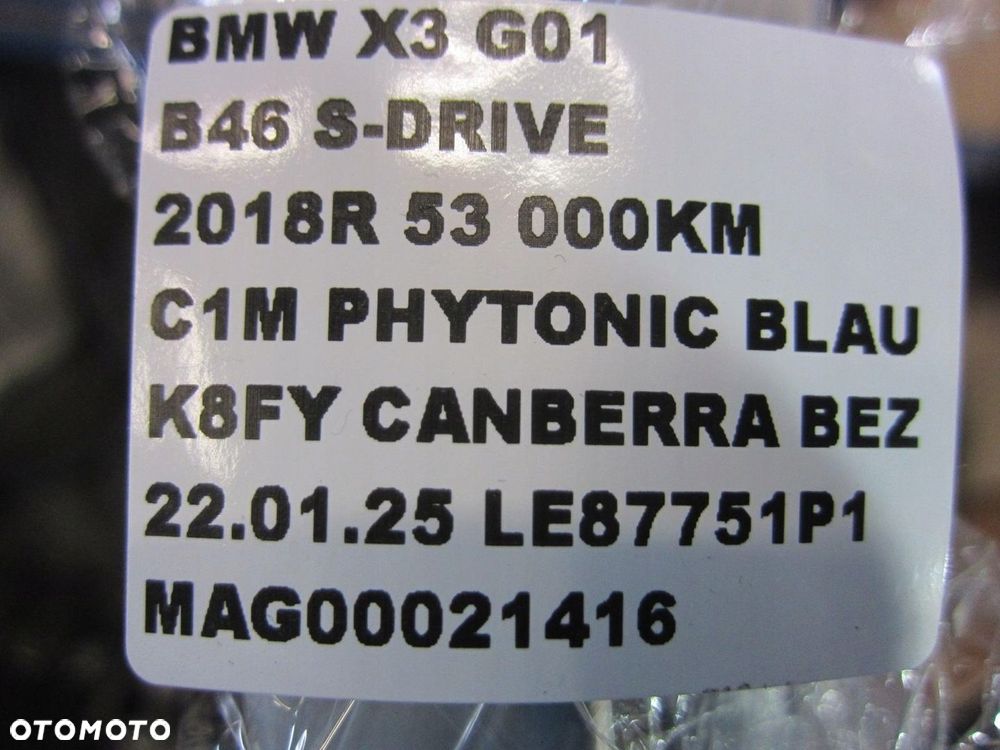 BMW X3 G01
B46 S-DRIVE
2018R 53 000KM
C1M PHYTONIC BLAU
K8FY CANBERRA BEZ
22.01.25 LE87751P1
MAG00021416
OTOMOTO